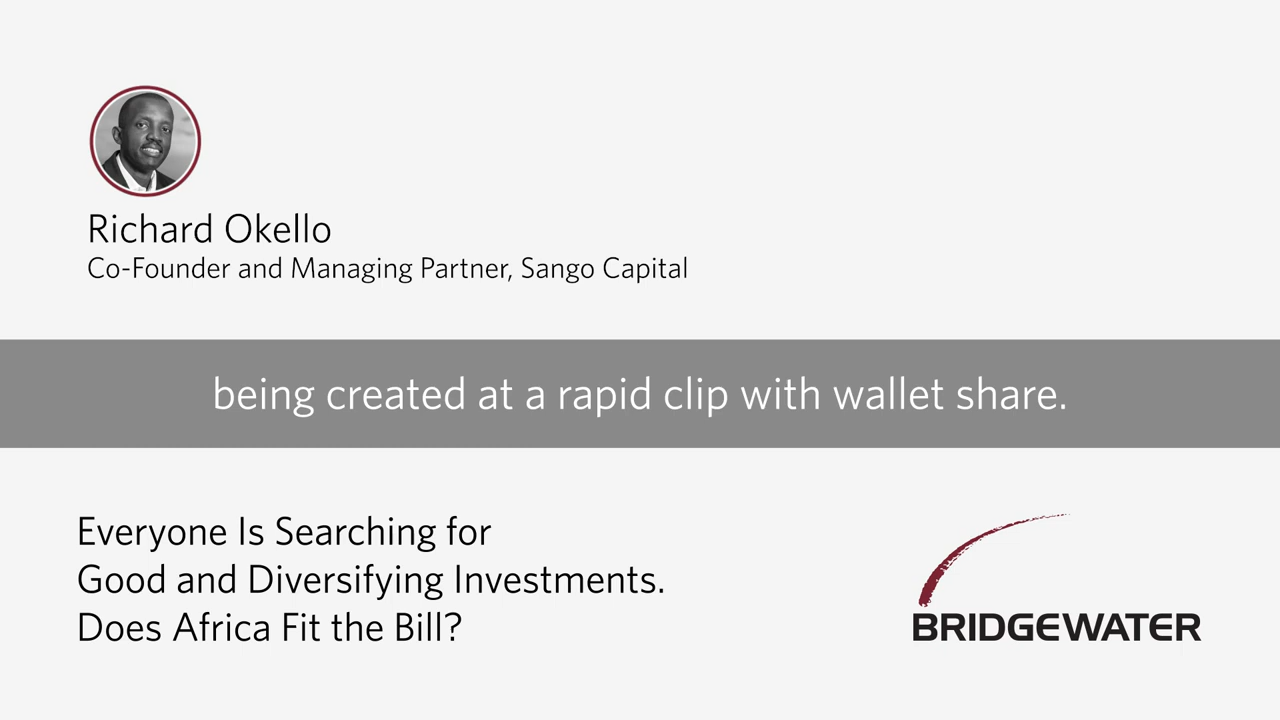 Richard Okello
Co-Founder and Managing Partner, Sango Capital
being created at a rapid clip with wallet share.
Everyone Is Searching for
Good and Diversifying Investments.
Does Africa Fit the Bill?
BRIDGEWATER